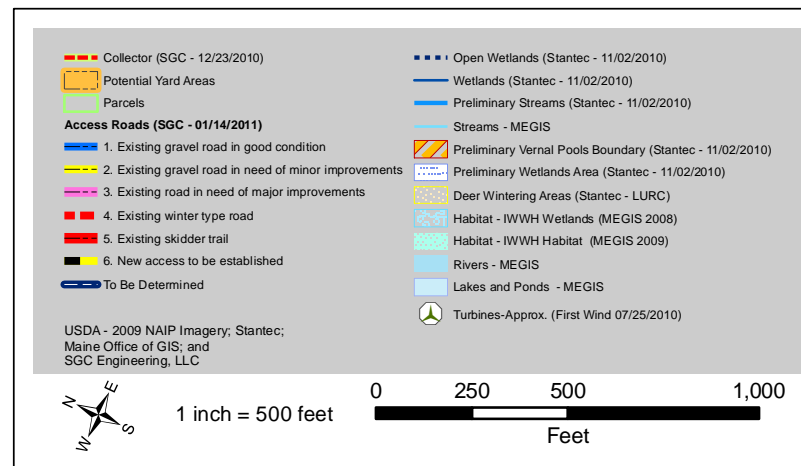 Collector (SGC - 12/23/2010)
Potential Yard Areas
Parcels
Access Roads (SGC - 01/14/2011)
1. Existing gravel road in good condition
2. Existing gravel road in need of minor improvements
3. Existing road in need of major improvements
4. Existing winter type road
5. Existing skidder trail
6. New access to be established
To Be Determined
USDA - 2009 NAIP Imagery; Stantec;
Maine Office of GIS; and
SGC Engineering, LLC
Open Wetlands (Stantec - 11/02/2010)
Wetlands (Stantec - 11/02/2010)
Preliminary Streams (Stantec - 11/02/2010)
Streams - MEGIS
Preliminary Vernal Pools Boundary (Stantec - 11/02/2010)
Preliminary Wetlands Area (Stantec - 11/02/2010)
Deer Wintering Areas (Stantec - LURC)
Habitat - IWWH Wetlands (MEGIS 2008)
Habitat - IWWH Habitat (MEGIS 2009)
Rivers - MEGIS
Lakes and Ponds - MEGIS
Turbines-Approx. (First Wind 07/25/2010)
N E
W S
1 inch = 500 feet
0 250 500 1,000
Feet